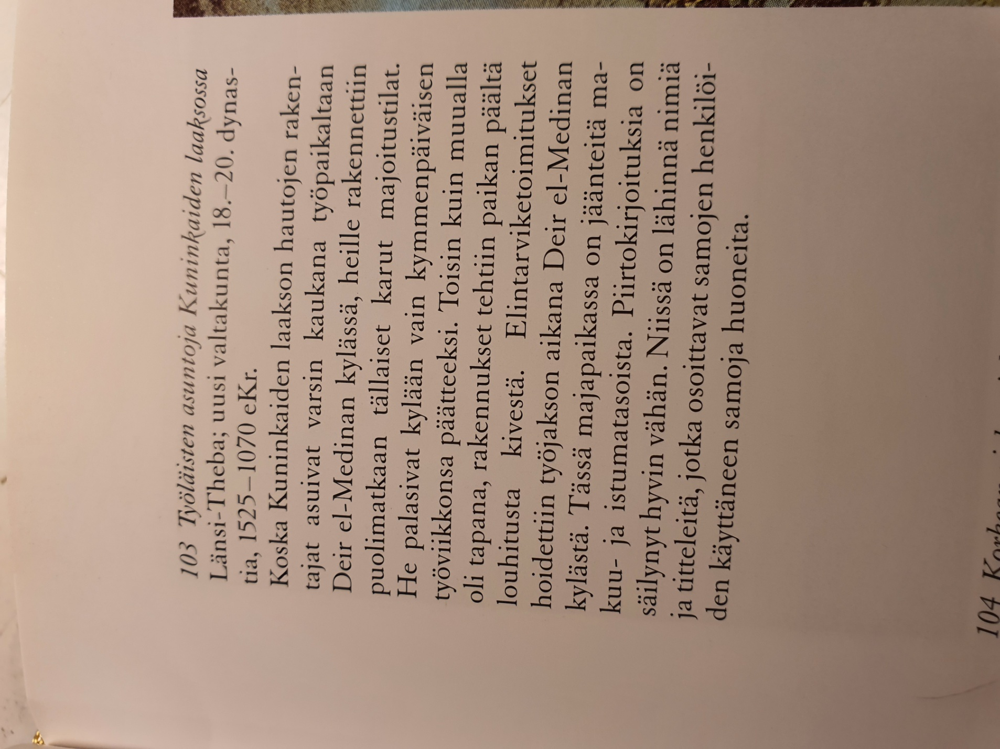 103 Työläisten asuntoja Kuninkaiden laaksossa
Länsi-Theba; uusi valtakunta, 18.–20. dynas-
tia, 1525–1070 eKr.
Koska Kuninkaiden laakson hautojen raken-
tajat asuivat varsin kaukana työpaikaltaan
Deir el-Medinan kylässä, heille rakennettiin
puolimatkaan tällaiset karut majoitustilat.
He palasivat kylään vain kymmenpäiväisen
työviikkonsa päätteeksi. Toisin kuin muualla
oli tapana, rakennukset tehtiin paikan päältä
louhitusta kivestä. Elintarviketoimitukset
hoidettiin työjakson aikana Deir el-Medinan
kylästä. Tässä majapaikassa on jäänteitä ma-
kuu- ja istumatasoista. Piirtokirjoituksia on
säilynyt hyvin vähän. Niissä on lähinnä nimiä
ja titteleitä, jotka osoittavat samojen henkilöi-
den käyttäneen samoja huoneita.
104